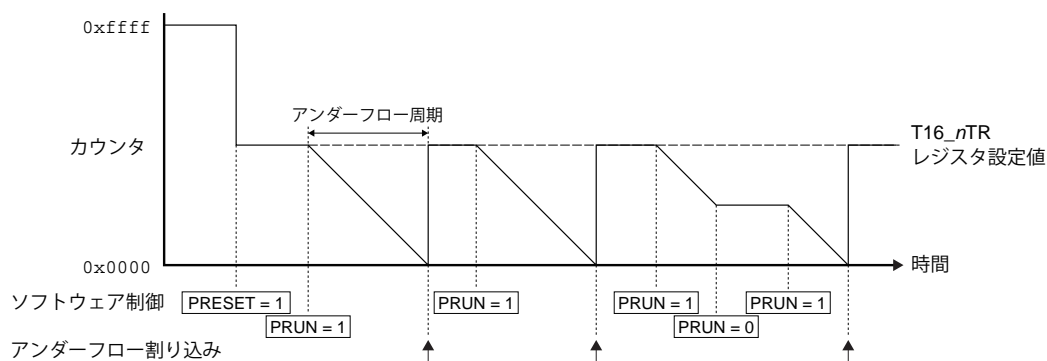 0xffff
アンダーフロー周期
カウンタ
T16_nTR
レジスタ設定値
0x0000
時間
ソフトウェア制御
PRESET = 1
PRUN = 1
PRUN = 1
PRUN = 1
PRUN = 0
PRUN = 1
アンダーフロー割り込み